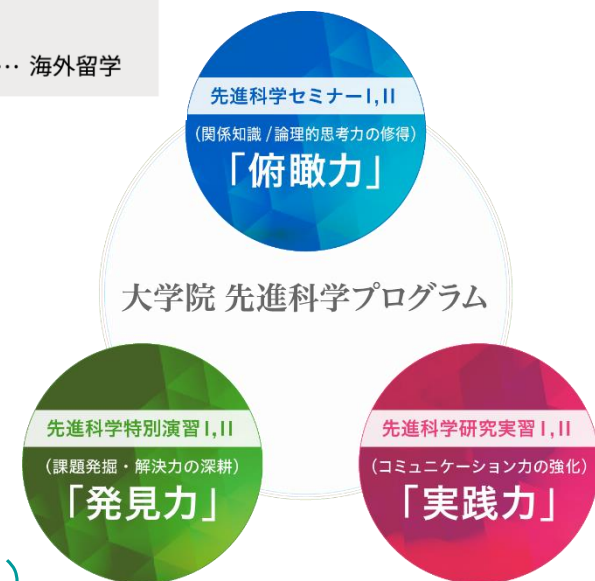 … 海外留学
先進科学セミナーI,II
(関係知識 / 論理的思考力の修得)
「俯瞰力」
大学院 先進科学プログラム
先進科学特別演習I,II
(課題発掘・解決力の深耕)
「発見力」
先進科学研究実習I,II
(コミュニケーション力の強化)
「実践力」
)